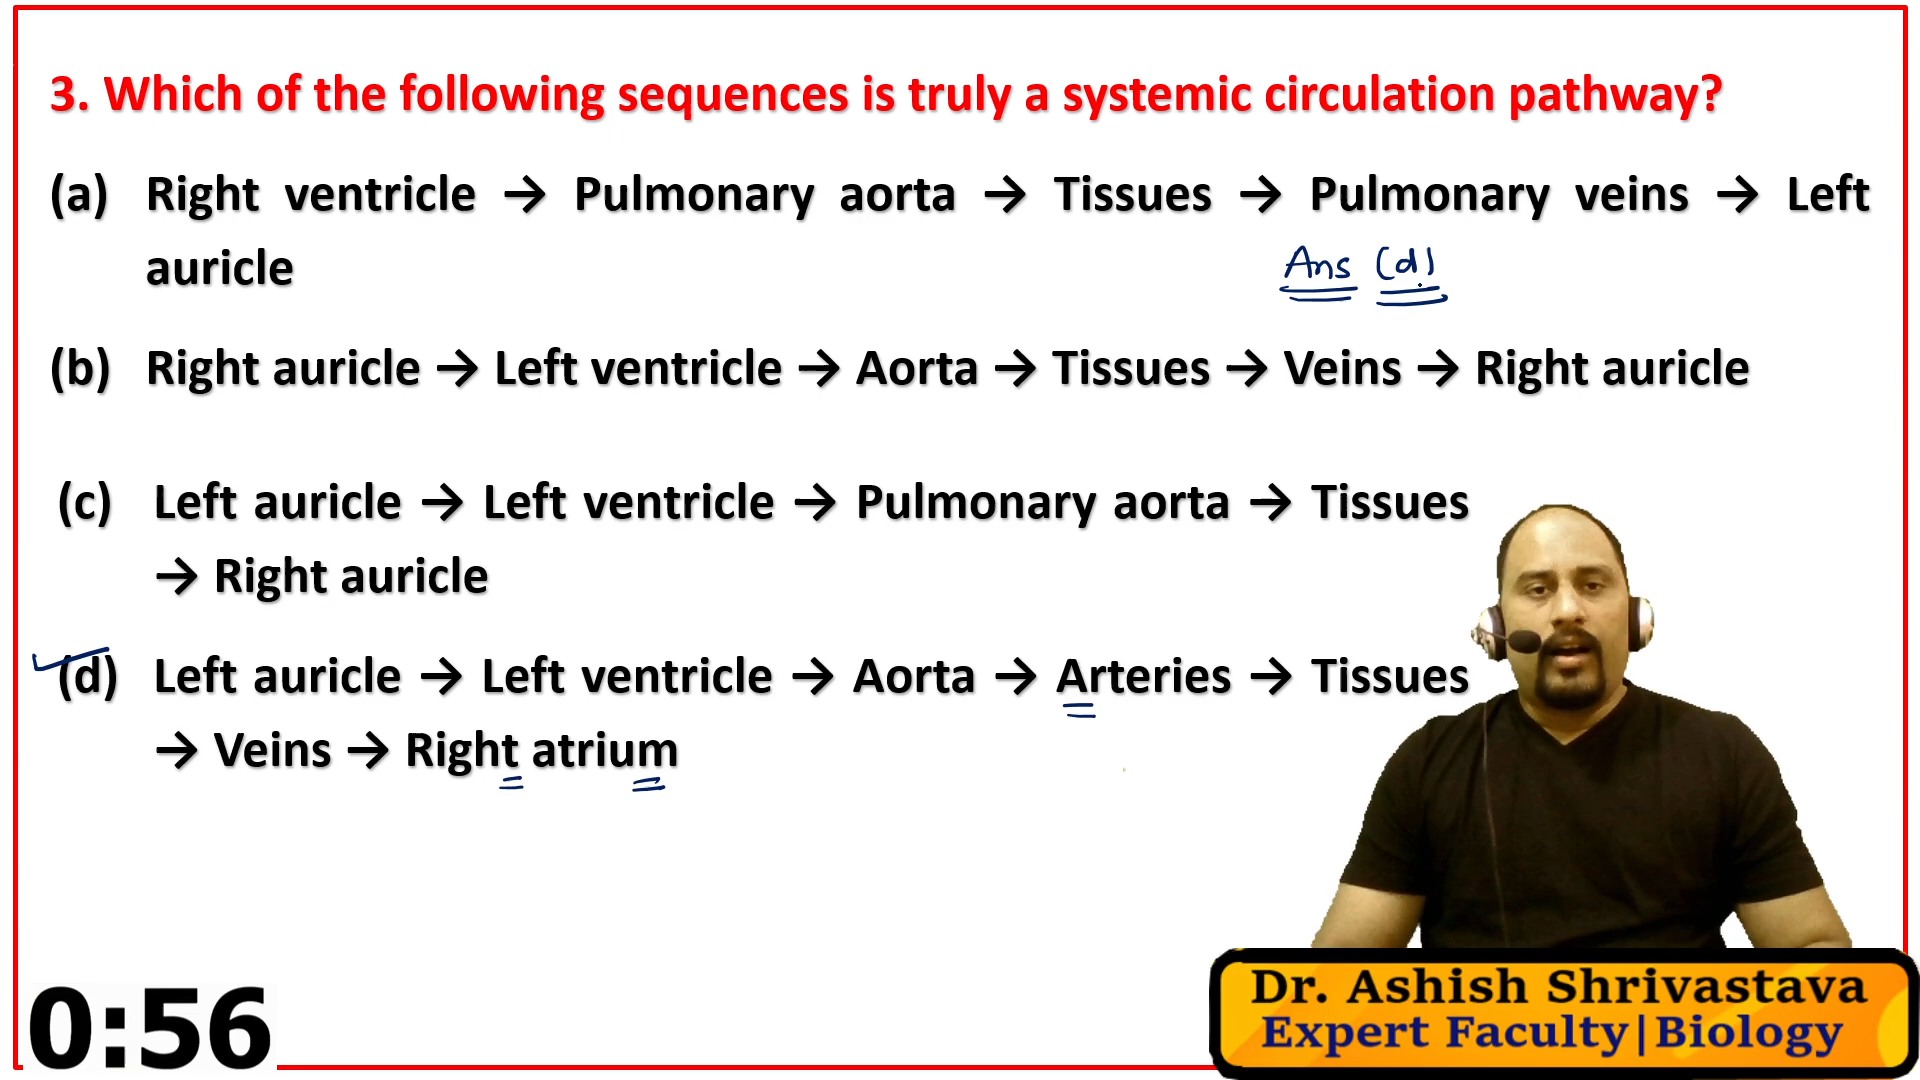 3. Which of the following sequences is truly a systemic circulation pathway?
(a) Right ventricle → Pulmonary aorta → Tissues → Pulmonary veins → Left
auricle
Ans (d)
(b) Right auricle → Left ventricle → Aorta → Tissues → Veins → Right auricle
(c) Left auricle → Left ventricle → Pulmonary aorta → Tissues
→ Right auricle
(d) Left auricle → Left ventricle → Aorta → Arteries → Tissues
→ Veins → Right atrium
0:56
Dr. Ashish Shrivastava
Expert Faculty|Biology